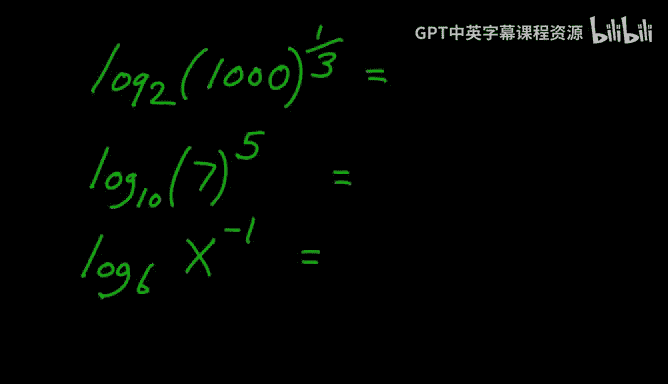 GPT中英字幕课程资源 bilibili
log₂(1000)^(1/3) =
log₁₀(7)⁵ =
log₆ x⁻¹ =